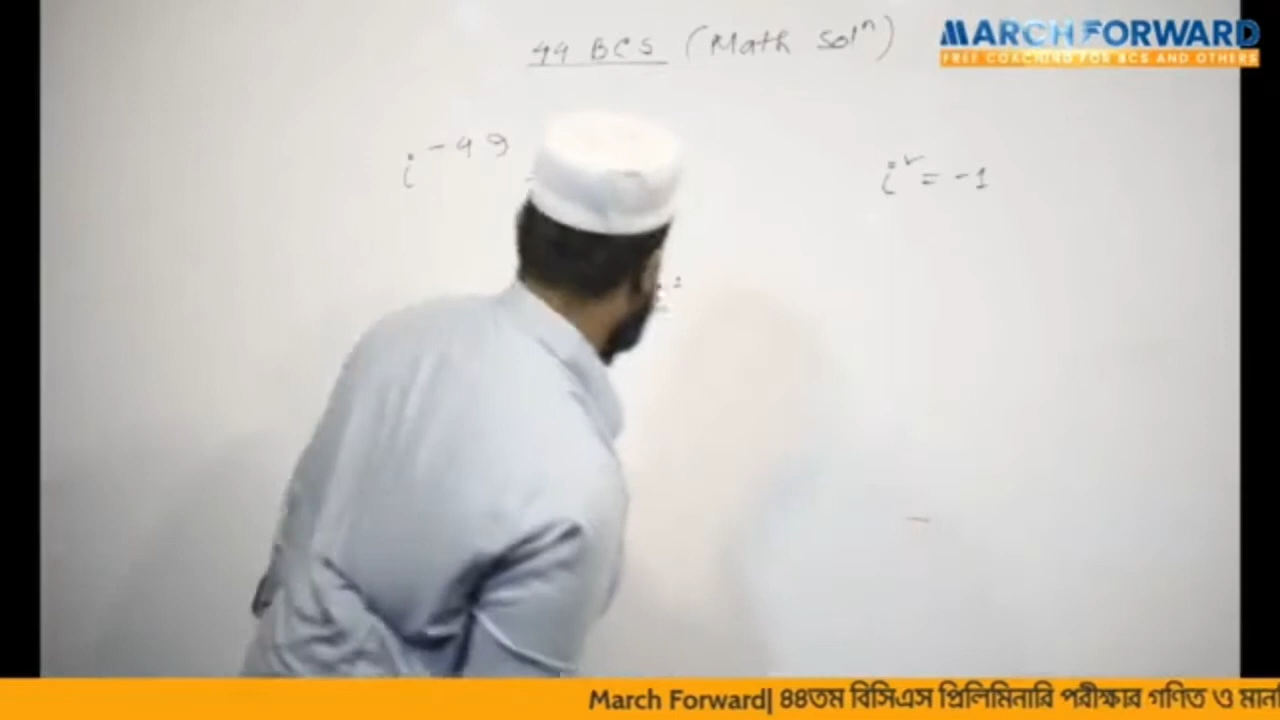 44 BCS (Math Solⁿ)
MARCH FORWARD
FREE COACHING FOR BCS AND OTHERS
i⁻⁴⁹
i² = -1
March Forward| ৪৪তম বিসিএস প্রিলিমিনারি পরীক্ষার গণিত ও মান